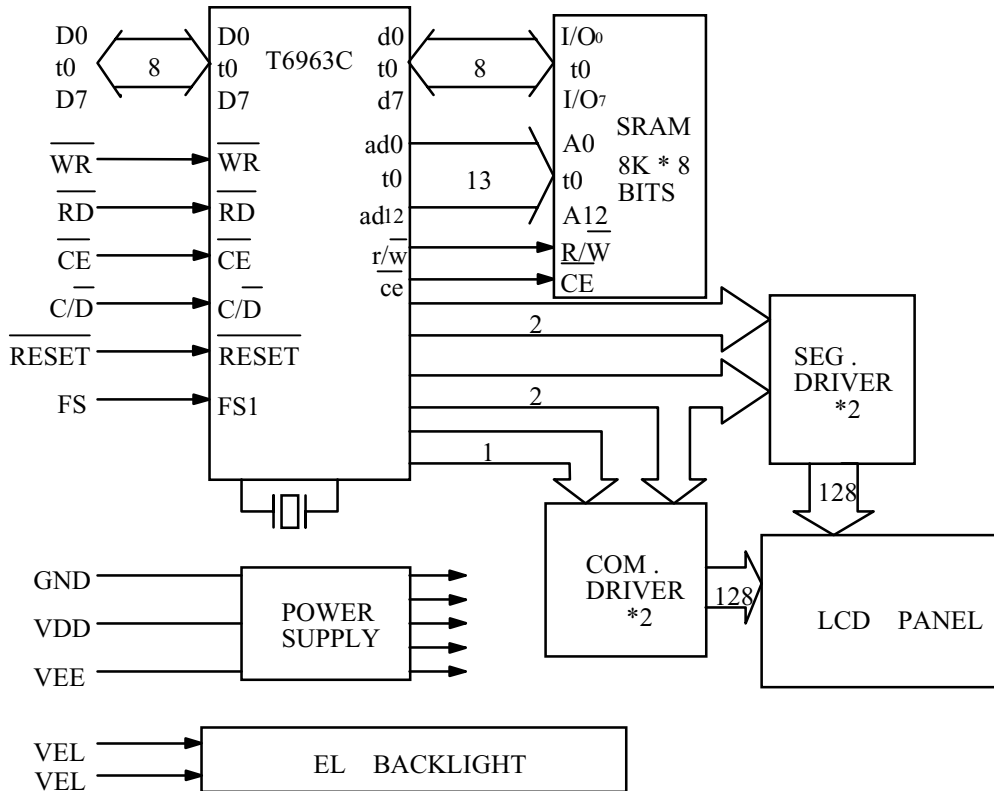 D0
t0
D7
8
D0
t0
D7
T6963C
d0
t0
d7
8
I/O0
t0
I/O7
SRAM
8K * 8
BITS
WR
WR
RD
RD
CE
CE
C/D
C/D
RESET
RESET
FS
FS1
ad0
t0
ad12
13
A0
t0
A12
r/w
R/W
ce
CE
2
2
1
SEG .
DRIVER
*2
128
COM .
DRIVER
*2
128
LCD PANEL
GND
VDD
VEE
POWER
SUPPLY
VEL
VEL
EL BACKLIGHT